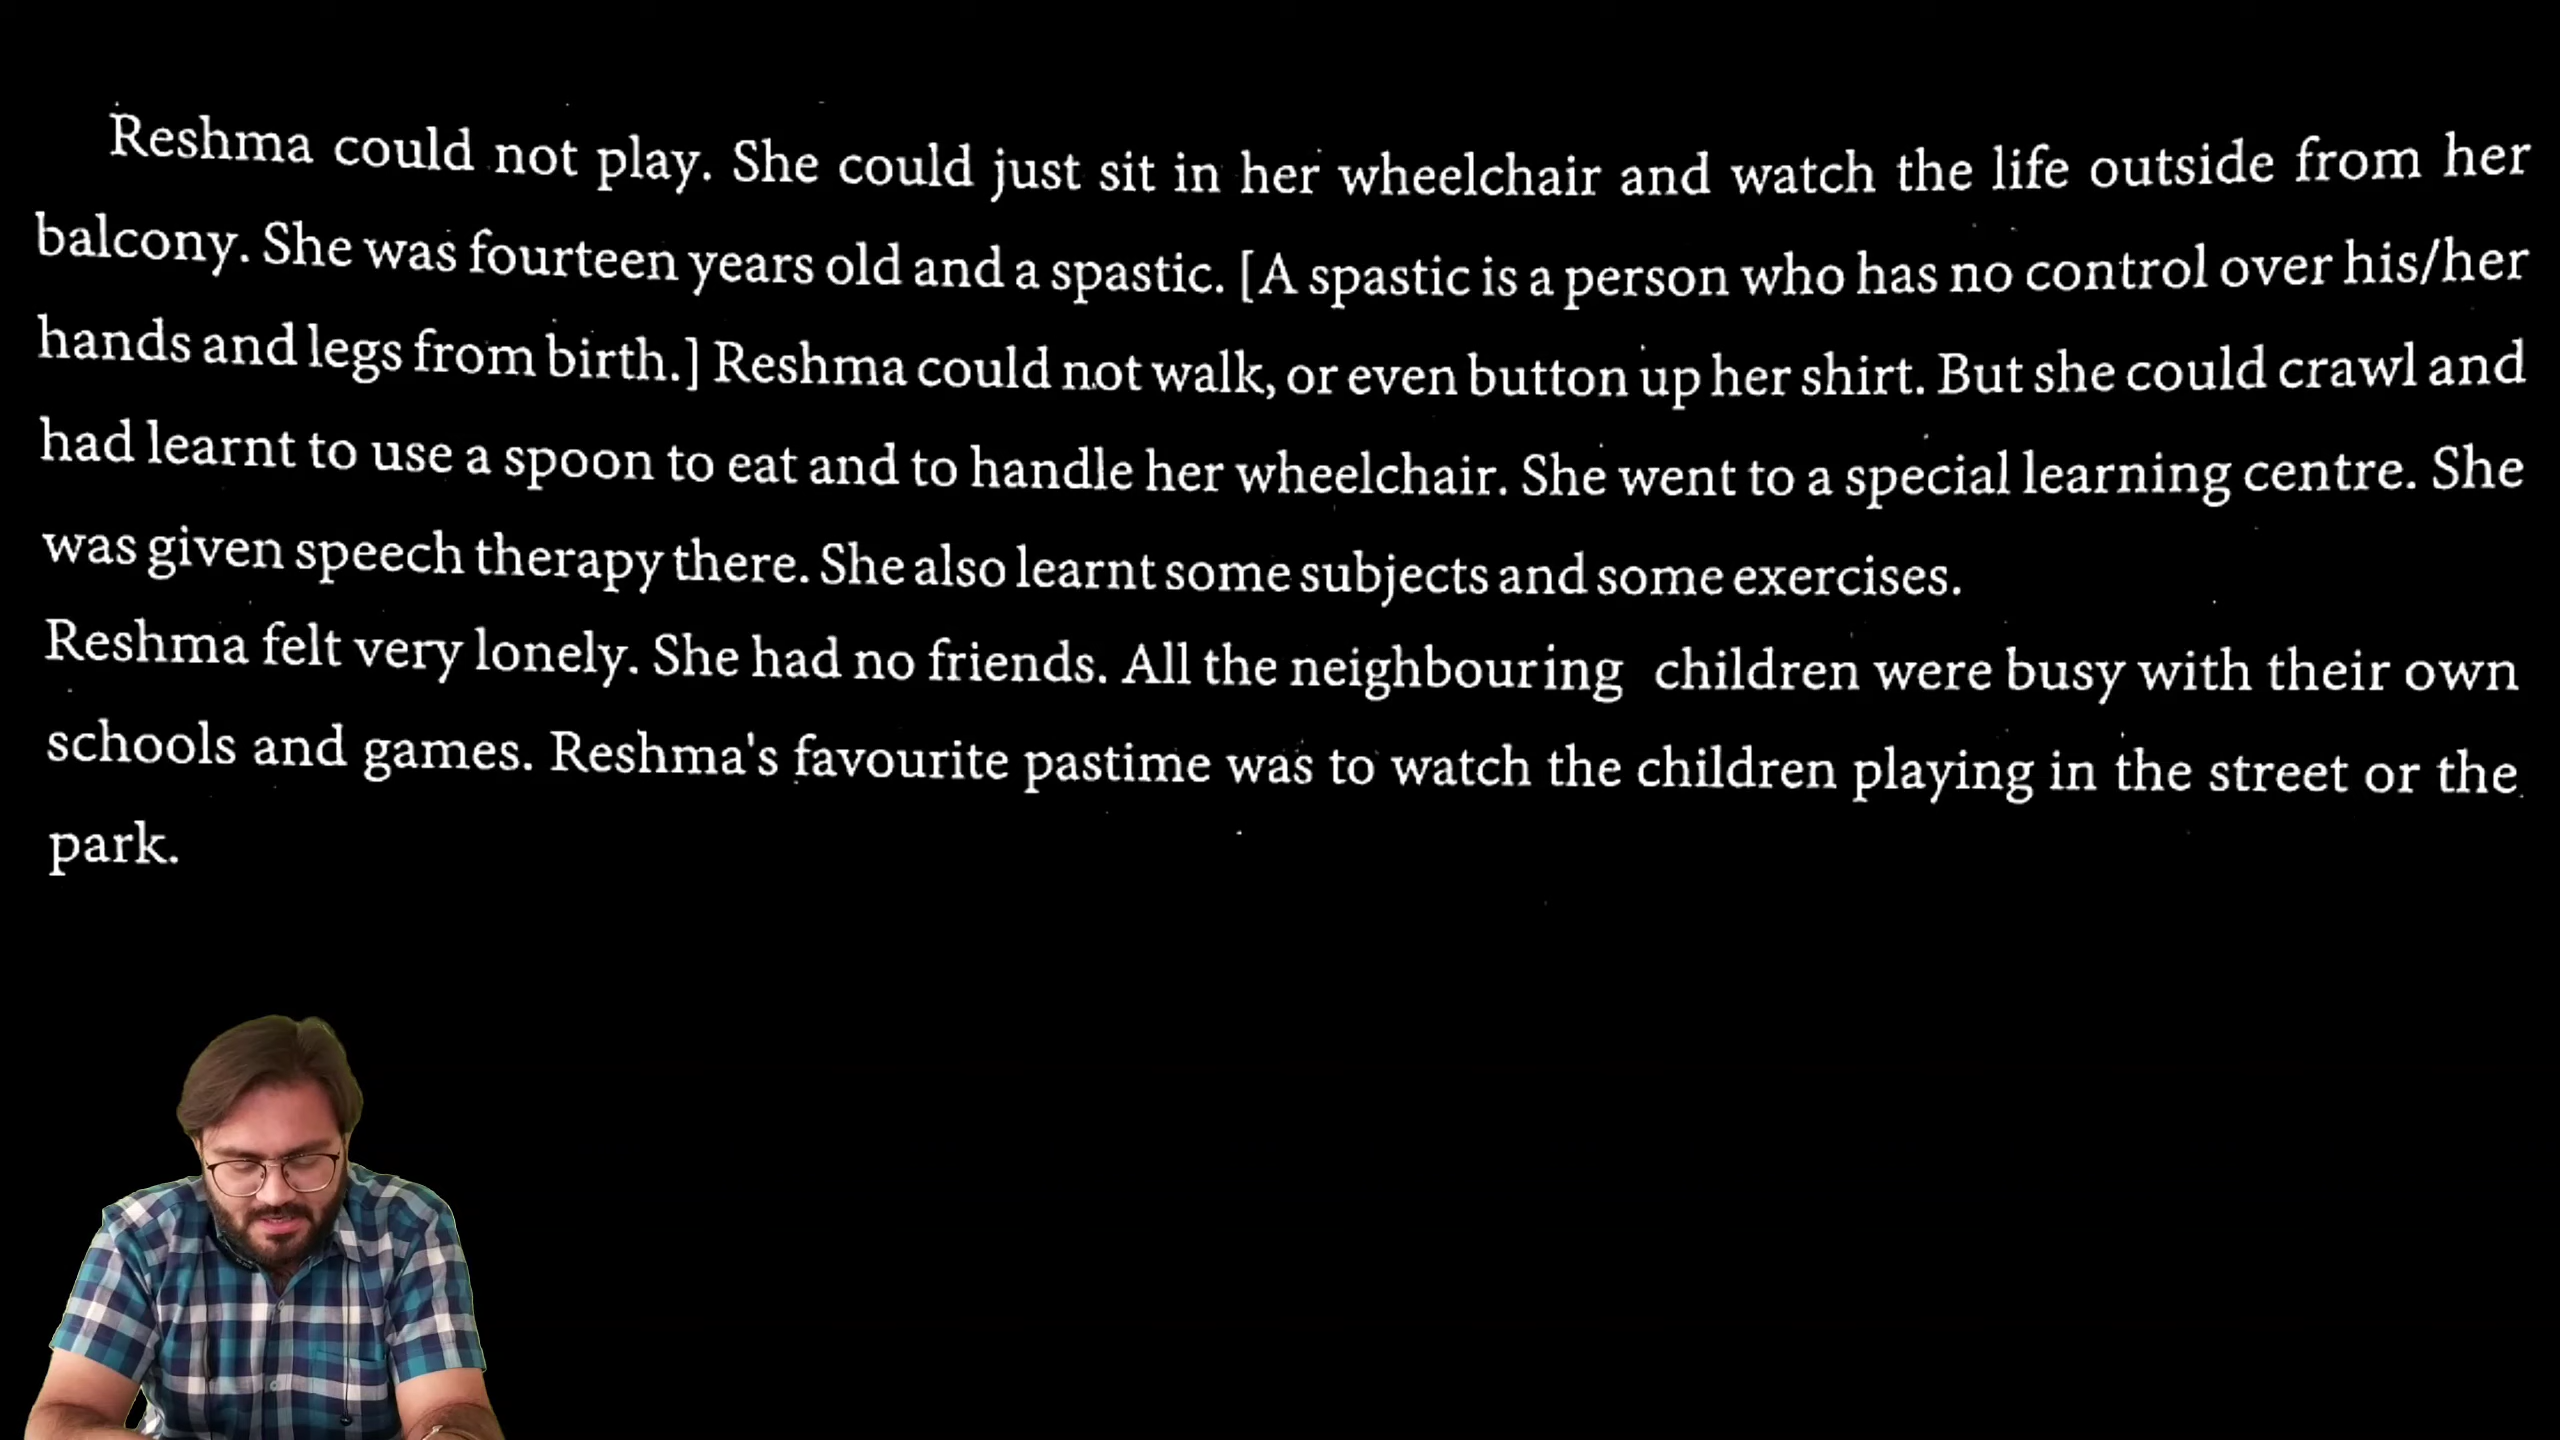 Reshma could not play. She could just sit in her wheelchair and watch the life outside from her
balcony. She was fourteen years old and a spastic. [A spastic is a person who has no control over his/her
hands and legs from birth.] Reshma could not walk, or even button up her shirt. But she could crawl and
had learnt to use a spoon to eat and to handle her wheelchair. She went to a special learning centre. She
was given speech therapy there. She also learnt some subjects and some exercises.
Reshma felt very lonely. She had no friends. All the neighbouring children were busy with their own
schools and games. Reshma's favourite pastime was to watch the children playing in the street or the
park.